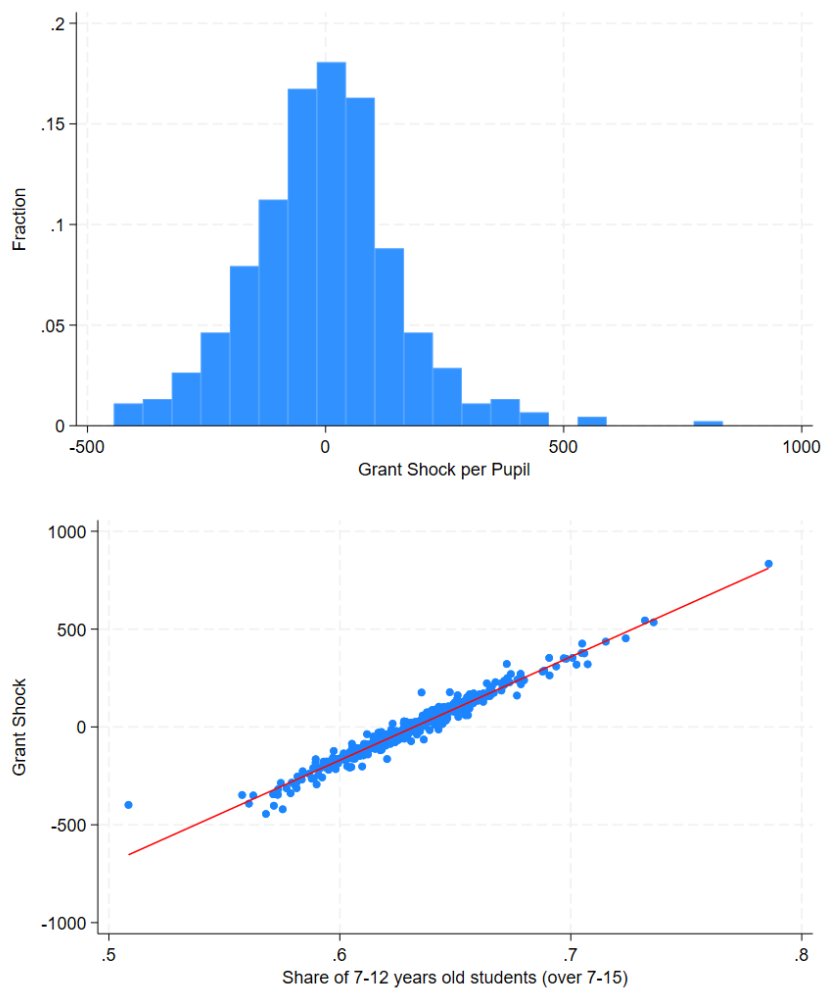 .2
.15
.1
.05
0
Fraction
-500 0 500 1000
Grant Shock per Pupil
1000
500
0
-500
-1000
Grant Shock
.5 .6 .7 .8
Share of 7-12 years old students (over 7-15)